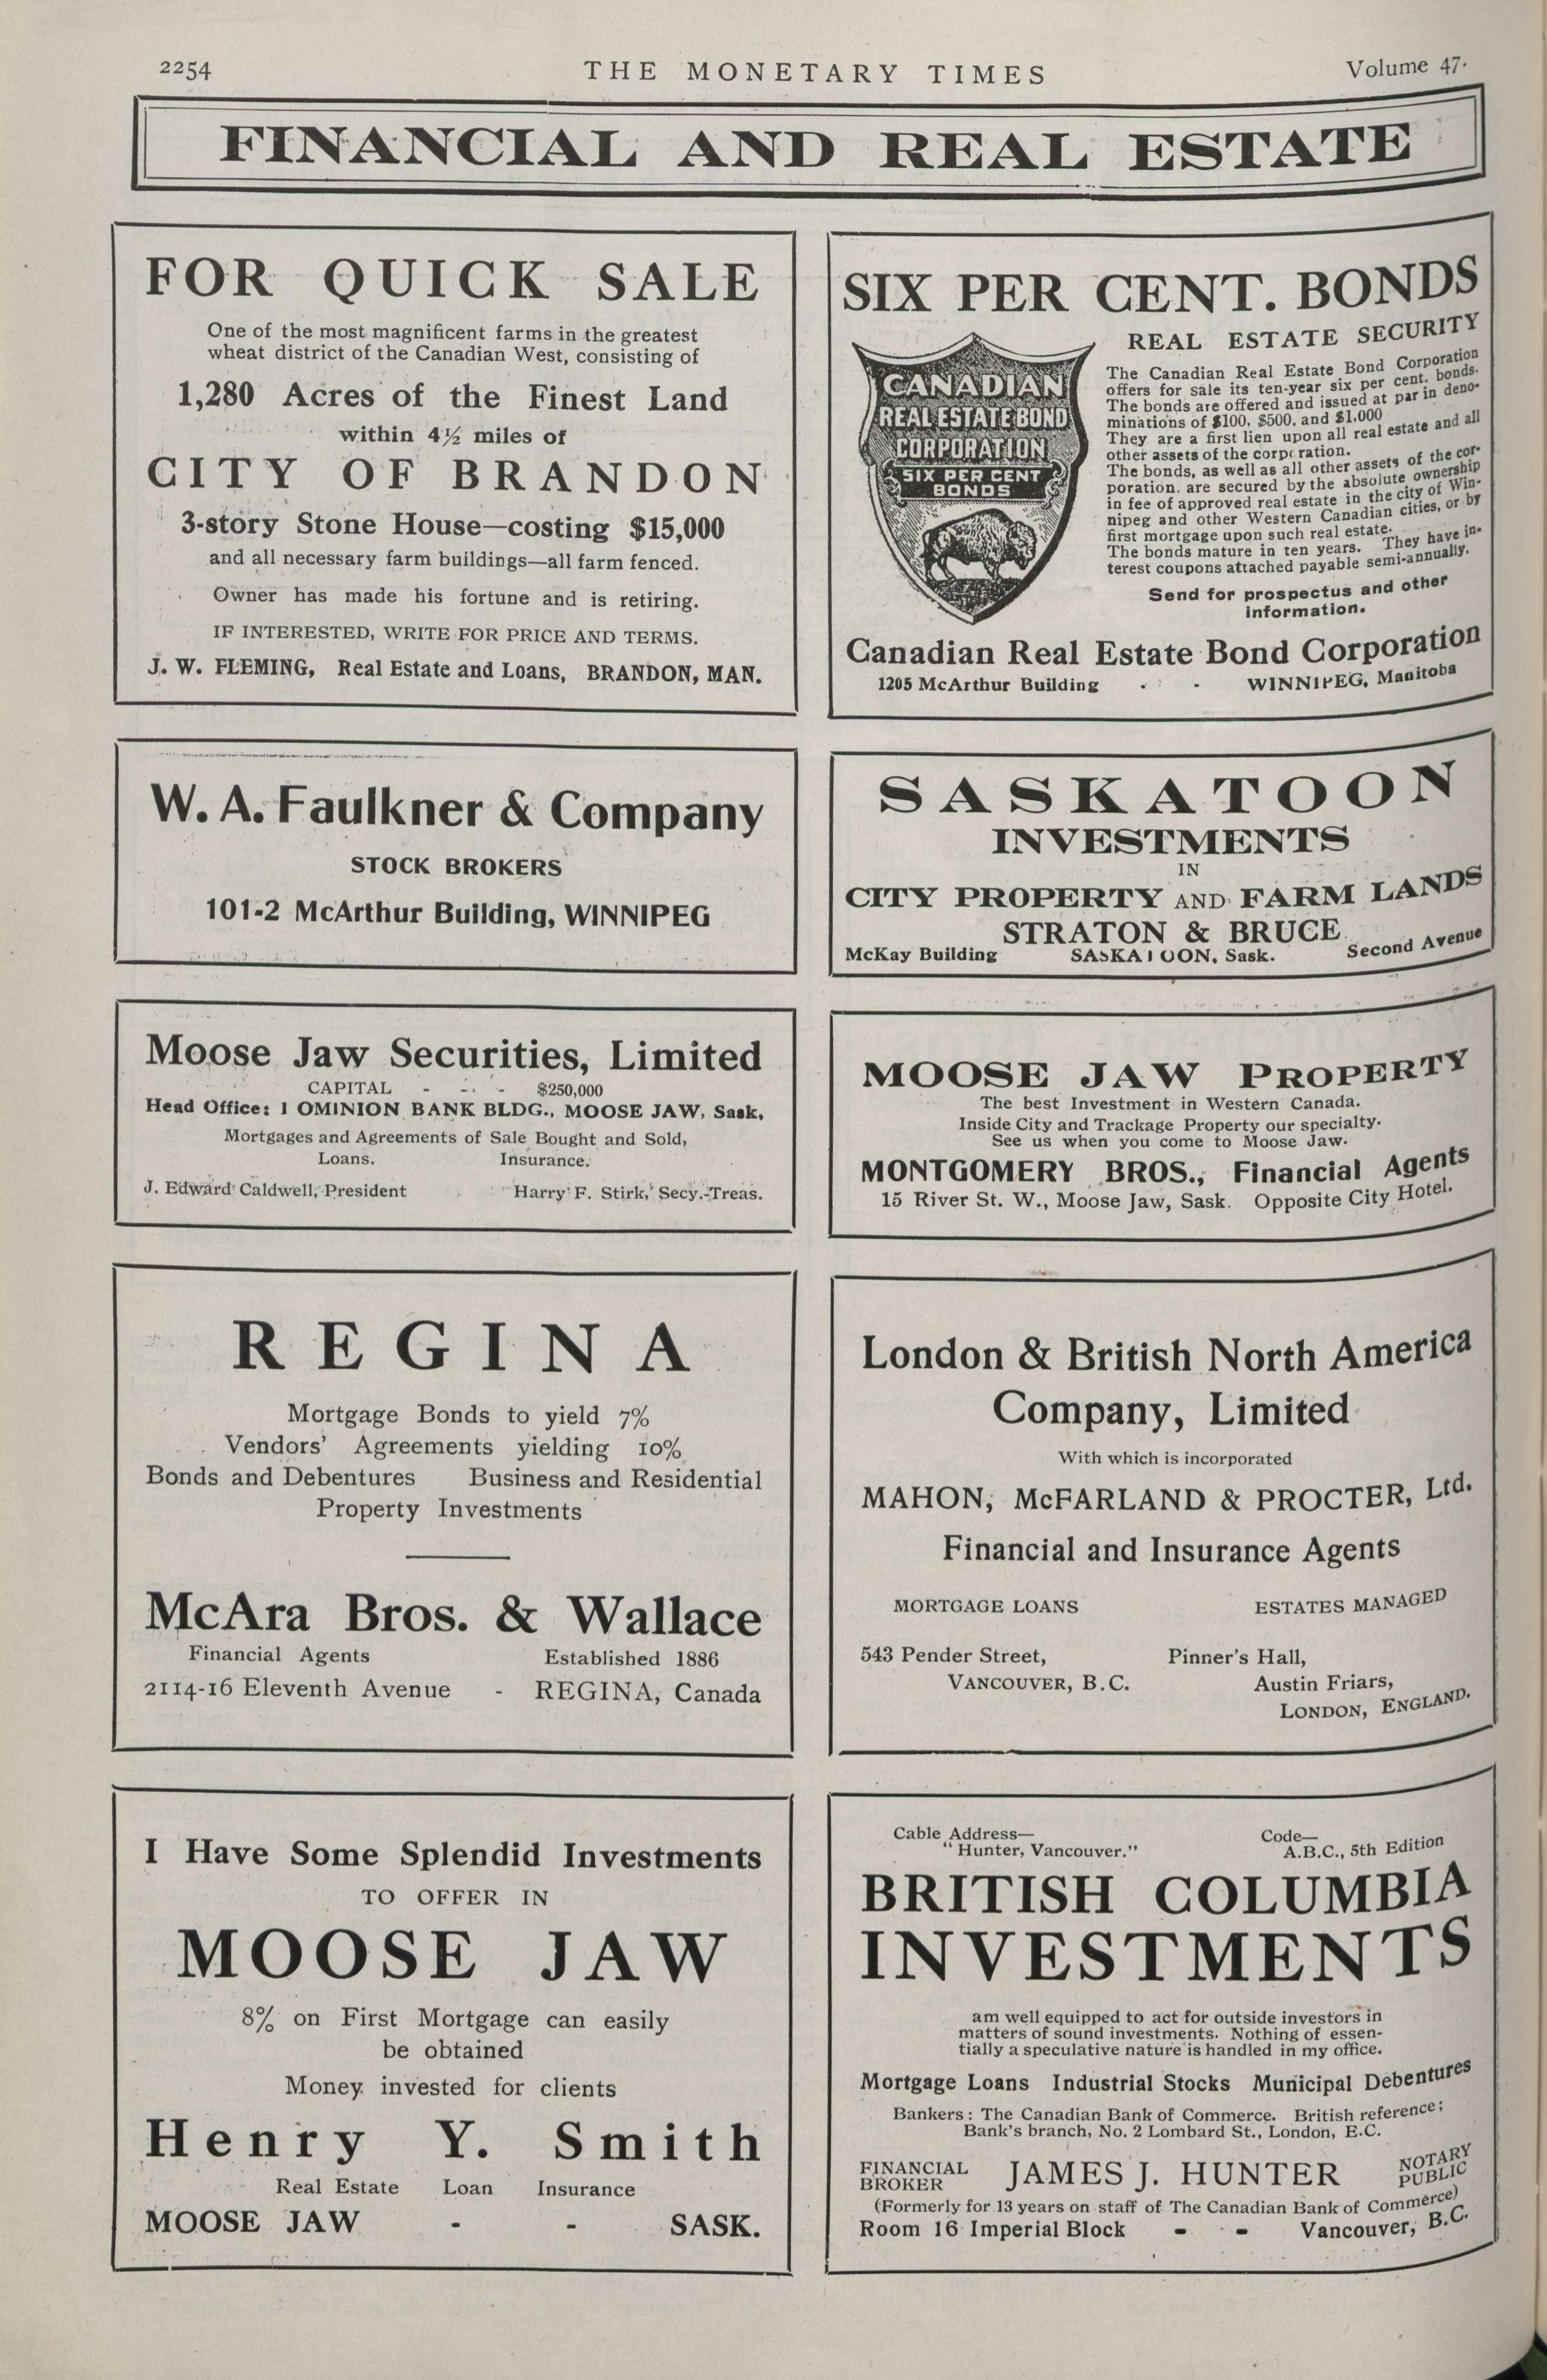 2254
THE MONETARY TIMES
Volume 47.
FINANCIAL AND REAL ESTATE
FOR QUICK SALE
One of the most magnificent farms in the greatest
wheat district of the Canadian West, consisting of
1,280 Acres of the Finest Land
within 4½ miles of
CITY OF BRANDON
3-story Stone House—costing $15,000
and all necessary farm buildings—all farm fenced.
Owner has made his fortune and is retiring.
IF INTERESTED, WRITE FOR PRICE AND TERMS.
J. W. FLEMING, Real Estate and Loans, BRANDON, MAN.
SIX PER CENT. BONDS
REAL ESTATE SECURITY
CANADIAN
REAL ESTATE BOND
CORPORATION
SIX PER CENT
BONDS
The Canadian Real Estate Bond Corporation
offers for sale its ten-year six per cent. bonds.
The bonds are offered and issued at par in deno-
minations of $100, $500, and $1,000
They are a first lien upon all real estate and all
other assets of the corporation.
The bonds, as well as all other assets of the cor-
poration, are secured by the absolute ownership
in fee of approved real estate in the city of Win-
nipeg and other Western Canadian cities, or by
first mortgage upon such real estate.
The bonds mature in ten years. They have in-
terest coupons attached payable semi-annually.
Send for prospectus and other
information.
Canadian Real Estate Bond Corporation
1205 McArthur Building - - WINNIPEG, Manitoba
W. A. Faulkner & Company
STOCK BROKERS
101-2 McArthur Building, WINNIPEG
SASKATOON
INVESTMENTS
IN
CITY PROPERTY AND FARM LANDS
STRATON & BRUCE
McKay Building SASKATOON, Sask. Second Avenue
Moose Jaw Securities, Limited
CAPITAL - - - $250,000
Head Office: DOMINION BANK BLDG., MOOSE JAW, Sask,
Mortgages and Agreements of Sale Bought and Sold,
Loans. Insurance.
J. Edward Caldwell, President Harry F. Stirk, Secy.-Treas.
MOOSE JAW PROPERTY
The best Investment in Western Canada.
Inside City and Trackage Property our specialty.
See us when you come to Moose Jaw.
MONTGOMERY BROS., Financial Agents
15 River St. W., Moose Jaw, Sask. Opposite City Hotel.
REGINA
Mortgage Bonds to yield 7%
Vendors' Agreements yielding 10%
Bonds and Debentures Business and Residential
Property Investments
McAra Bros. & Wallace
Financial Agents Established 1886
2114-16 Eleventh Avenue - REGINA, Canada
London & British North America
Company, Limited
With which is incorporated
MAHON, McFARLAND & PROCTER, Ltd.
Financial and Insurance Agents
MORTGAGE LOANS ESTATES MANAGED
543 Pender Street, Pinner's Hall,
VANCOUVER, B.C. Austin Friars,
LONDON, ENGLAND.
I Have Some Splendid Investments
TO OFFER IN
MOOSE JAW
8% on First Mortgage can easily
be obtained
Money invested for clients
Henry Y. Smith
Real Estate Loan Insurance
MOOSE JAW - - SASK.
Cable Address— Code—
"Hunter, Vancouver." A.B.C., 5th Edition
BRITISH COLUMBIA
INVESTMENTS
am well equipped to act for outside investors in
matters of sound investments. Nothing of essen-
tially a speculative nature is handled in my office.
Mortgage Loans Industrial Stocks Municipal Debentures
Bankers: The Canadian Bank of Commerce. British reference:
Bank's branch, No. 2 Lombard St., London, E.C.
FINANCIAL
BROKER
JAMES J. HUNTER
NOTARY
PUBLIC
(Formerly for 13 years on staff of The Canadian Bank of Commerce)
Room 16 Imperial Block - - Vancouver, B.C.